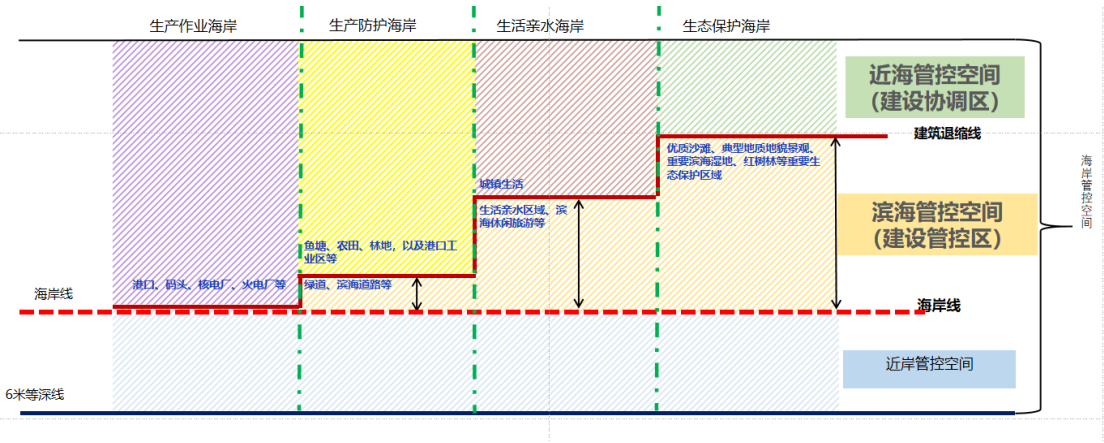 生产作业海岸
生产防护海岸
生活亲水海岸
生态保护海岸
近海管控空间
（建设协调区）
建筑退缩线
优质沙滩、典型地质地貌景观、
重要滨海湿地、红树林等重要生
态保护区域
海岸管控空间
城镇生活
生活亲水区域、滨
海休闲旅游等
滨海管控空间
（建设管控区）
鱼塘、农田、林地，以及港口工
业区等
港口、码头、核电厂、火电厂等
绿道、滨海道路等
海岸线
海岸线
近岸管控空间
6米等深线